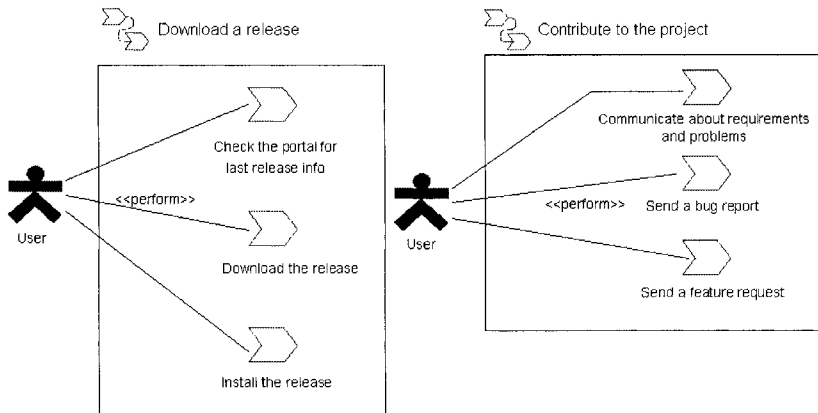 Download a release
Check the portal for
last release info
<<perform>>
User
Download the release
Install the release
Contribute to the project
Communicate about requirements
and problems
<<perform>>
Send a bug report
User
Send a feature request